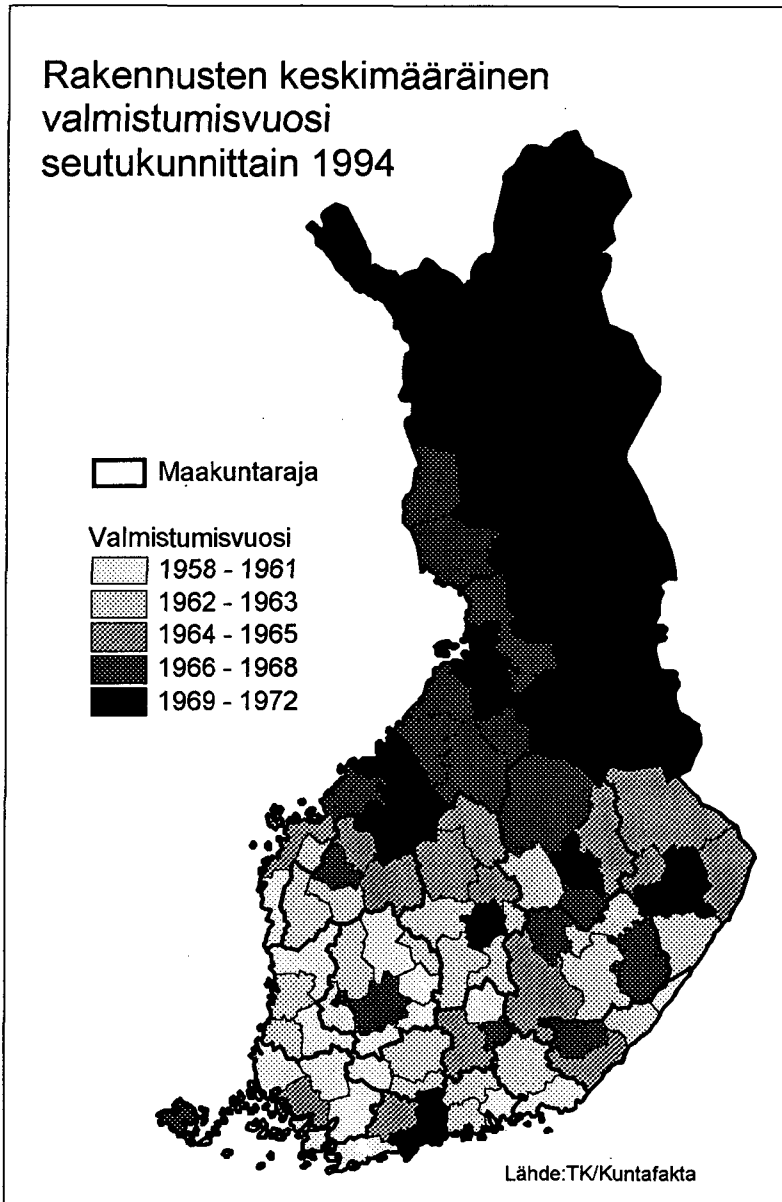 Rakennusten keskimääräinen
valmistumisvuosi
seutukunnittain 1994
Maakuntaraja
Valmistumisvuosi
1958 - 1961
1962 - 1963
1964 - 1965
1966 - 1968
1969 - 1972
Lähde:TK/Kuntafakta